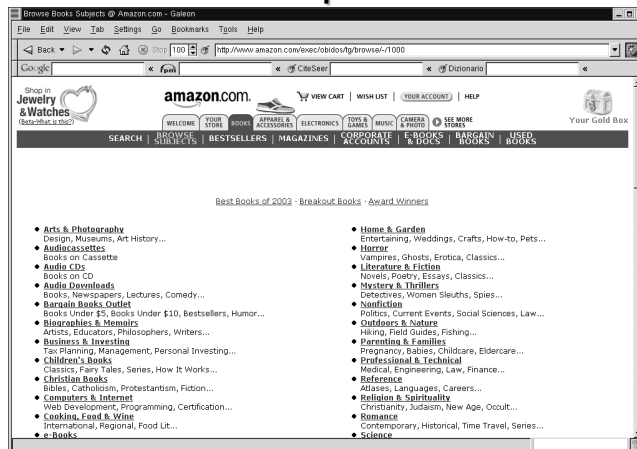 Browse Books Subjects @ Amazon.com - Galeon
File Edit View Tab Settings Go Bookmarks Tools Help
Back Stop 100 http://www.amazon.com/exec/obidos/tg/browse/-/1000
Google « rpm « CiteSeer « Dizionario «
Shop in
Jewelry
& Watches
(Beta-What is this?)
amazon.com.
VIEW CART | WISH LIST | YOUR ACCOUNT | HELP
WELCOME YOUR STORE BOOKS APPAREL & ACCESSORIES ELECTRONICS TOYS & GAMES MUSIC CAMERA & PHOTO SEE MORE STORES
Your Gold Box
SEARCH | BROWSE SUBJECTS | BESTSELLERS | MAGAZINES | CORPORATE ACCOUNTS | E-BOOKS & DOCS | BARGAIN BOOKS | USED BOOKS
Best Books of 2003 - Breakout Books - Award Winners
Arts & Photography
Design, Museums, Art History...
Audiocassettes
Books on Cassette
Audio CDs
Books on CD
Audio Downloads
Books, Newspapers, Lectures, Comedy...
Bargain Books Outlet
Books Under $5, Books Under $10, Bestsellers, Humor...
Biographies & Memoirs
Artists, Educators, Philosophers, Writers...
Business & Investing
Tax Planning, Management, Personal Investing...
Children's Books
Classics, Fairy Tales, Series, How It Works...
Christian Books
Bibles, Catholicism, Protestantism, Fiction...
Computers & Internet
Web Development, Programming, Certification...
Cooking, Food & Wine
International, Regional, Food Lit...
e-Books
Home & Garden
Entertaining, Weddings, Crafts, How-to, Pets...
Horror
Vampires, Ghosts, Erotica, Classics...
Literature & Fiction
Novels, Poetry, Essays, Classics...
Mystery & Thrillers
Detectives, Women Sleuths, Spies...
Nonfiction
Politics, Current Events, Social Sciences, Law...
Outdoors & Nature
Hiking, Field Guides, Fishing...
Parenting & Families
Pregnancy, Babies, Childcare, Eldercare...
Professional & Technical
Medical, Engineering, Law, Finance...
Reference
Atlases, Languages, Careers...
Religion & Spirituality
Christianity, Judaism, New Age, Occult...
Romance
Contemporary, Historical, Time Travel, Series...
Science